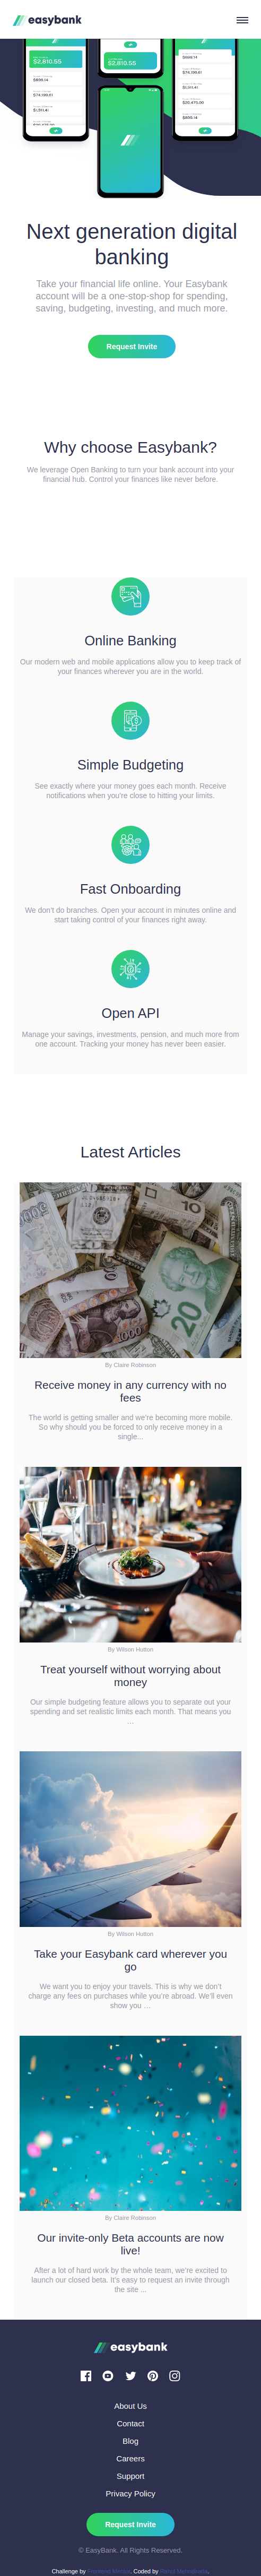 easybank
Next generation digital
banking
Take your financial life online. Your Easybank
account will be a one-stop-shop for spending,
saving, budgeting, investing, and much more.
Request Invite
Why choose Easybank?
We leverage Open Banking to turn your bank account into your
financial hub. Control your finances like never before.
Online Banking
Our modern web and mobile applications allow you to keep track of
your finances wherever you are in the world.
Simple Budgeting
See exactly where your money goes each month. Receive
notifications when you're close to hitting your limits.
Fast Onboarding
We don't do branches. Open your account in minutes online and
start taking control of your finances right away.
Open API
Manage your savings, investments, pension, and much more from
one account. Tracking your money has never been easier.
Latest Articles
By Claire Robinson
Receive money in any currency with no
fees
The world is getting smaller and we're becoming more mobile.
So why should you be forced to only receive money in a
single...
By Wilson Hutton
Treat yourself without worrying about
money
Our simple budgeting feature allows you to separate out your
spending and set realistic limits each month. That means you
...
By Wilson Hutton
Take your Easybank card wherever you
go
We want you to enjoy your travels. This is why we don't
charge any fees on purchases while you're abroad. We'll even
show you ...
By Claire Robinson
Our invite-only Beta accounts are now
live!
After a lot of hard work by the whole team, we're excited to
launch our closed beta. It's easy to request an invite through
the site ...
easybank
About Us
Contact
Blog
Careers
Support
Privacy Policy
Request Invite
© EasyBank. All Rights Reserved.
Challenge by Frontend Mentor. Coded by